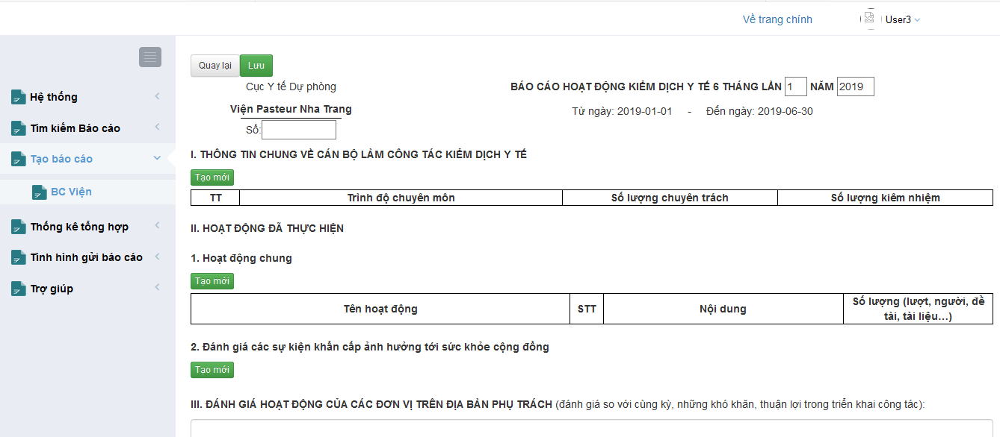 Về trang chính
User3
Hệ thống
Tìm kiếm Báo cáo
Tạo báo cáo
BC Viện
Thống kê tổng hợp
Tình hình gửi báo cáo
Trợ giúp
Quay lại Lưu
Cục Y tế Dự phòng
Viện Pasteur Nha Trang
Số:
BÁO CÁO HOẠT ĐỘNG KIỂM DỊCH Y TẾ 6 THÁNG LẦN 1 NĂM 2019
Từ ngày: 2019-01-01 - Đến ngày: 2019-06-30
I. THÔNG TIN CHUNG VỀ CÁN BỘ LÀM CÔNG TÁC KIỂM DỊCH Y TẾ
Tạo mới
TT Trình độ chuyên môn Số lượng chuyên trách Số lượng kiêm nhiệm
II. HOẠT ĐỘNG ĐÃ THỰC HIỆN
1. Hoạt động chung
Tạo mới
Tên hoạt động STT Nội dung Số lượng (lượt, người, đề
tài, tài liệu...)
2. Đánh giá các sự kiện khẩn cấp ảnh hưởng tới sức khỏe cộng đồng
Tạo mới
III. ĐÁNH GIÁ HOẠT ĐỘNG CỦA CÁC ĐƠN VỊ TRÊN ĐỊA BÀN PHỤ TRÁCH (đánh giá so với cùng kỳ, những khó khăn, thuận lợi trong triển khai công tác):